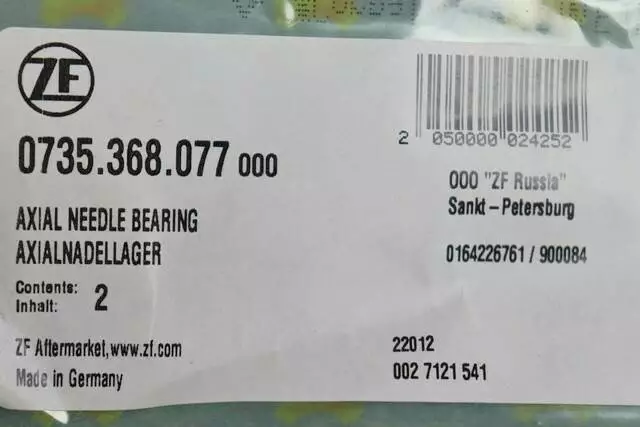 ZF
0735.368.077 000
AXIAL NEEDLE BEARING
AXIALNADELLAGER
Contents:
Inhalt: 2
ZF Aftermarket,www.zf.com
Made in Germany
2 050000 024252
OOO "ZF Russia"
Sankt-Petersburg
0164226761 / 900084
22012
002 7121 541